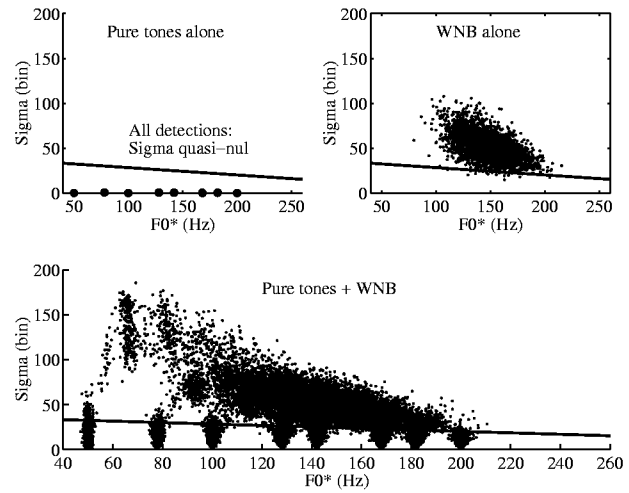 200
150
100
50
0
Sigma (bin)
Pure tones alone
All detections:
Sigma quasi−nul
50 100 150 200 250
F0* (Hz)
200
150
100
50
0
Sigma (bin)
WNB alone
50 100 150 200 250
F0* (Hz)
200
150
100
50
0
Sigma (bin)
Pure tones + WNB
40 60 80 100 120 140 160 180 200 220 240 260
F0* (Hz)